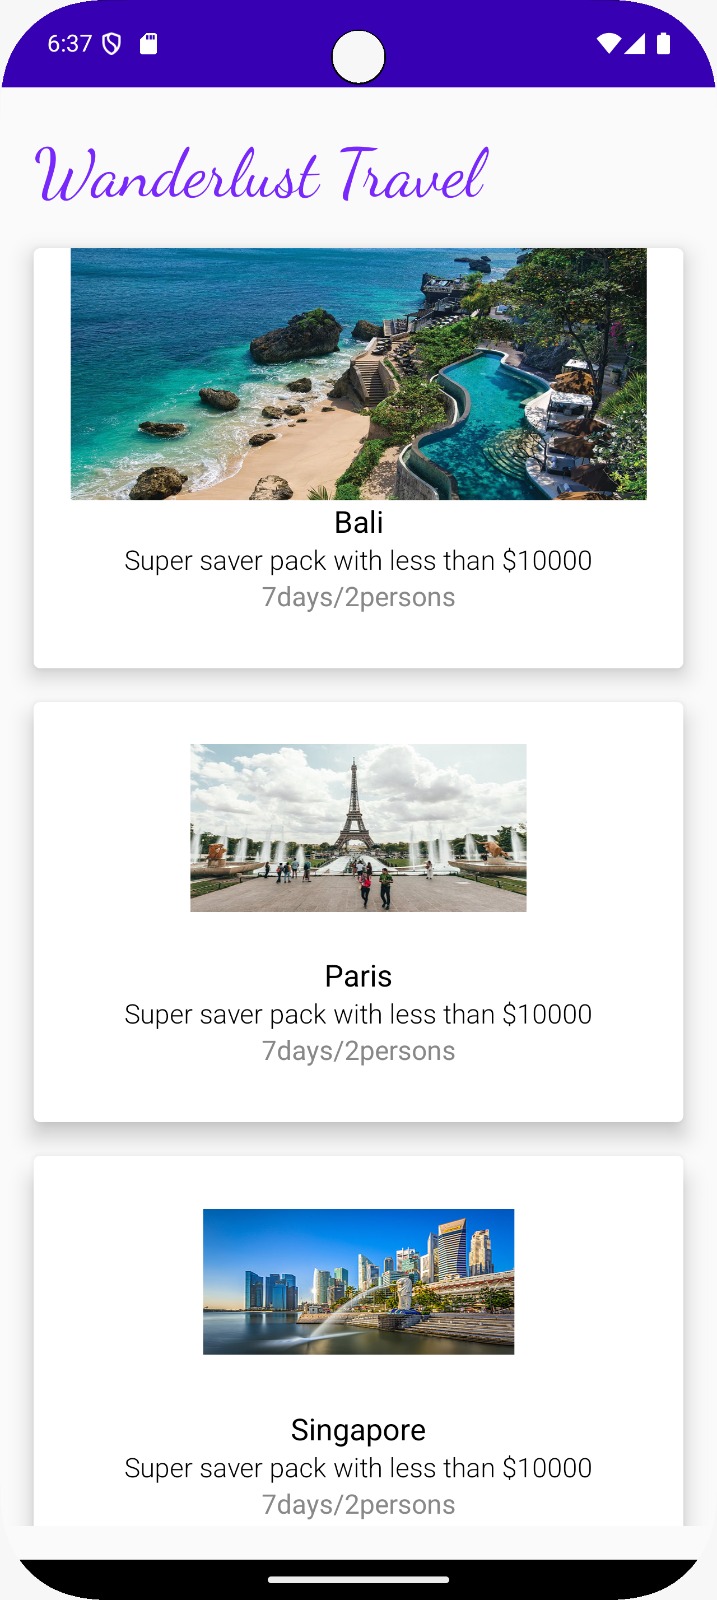 6:37
Wanderlust Travel
Bali
Super saver pack with less than $10000
7days/2persons
Paris
Super saver pack with less than $10000
7days/2persons
Singapore
Super saver pack with less than $10000
7days/2persons